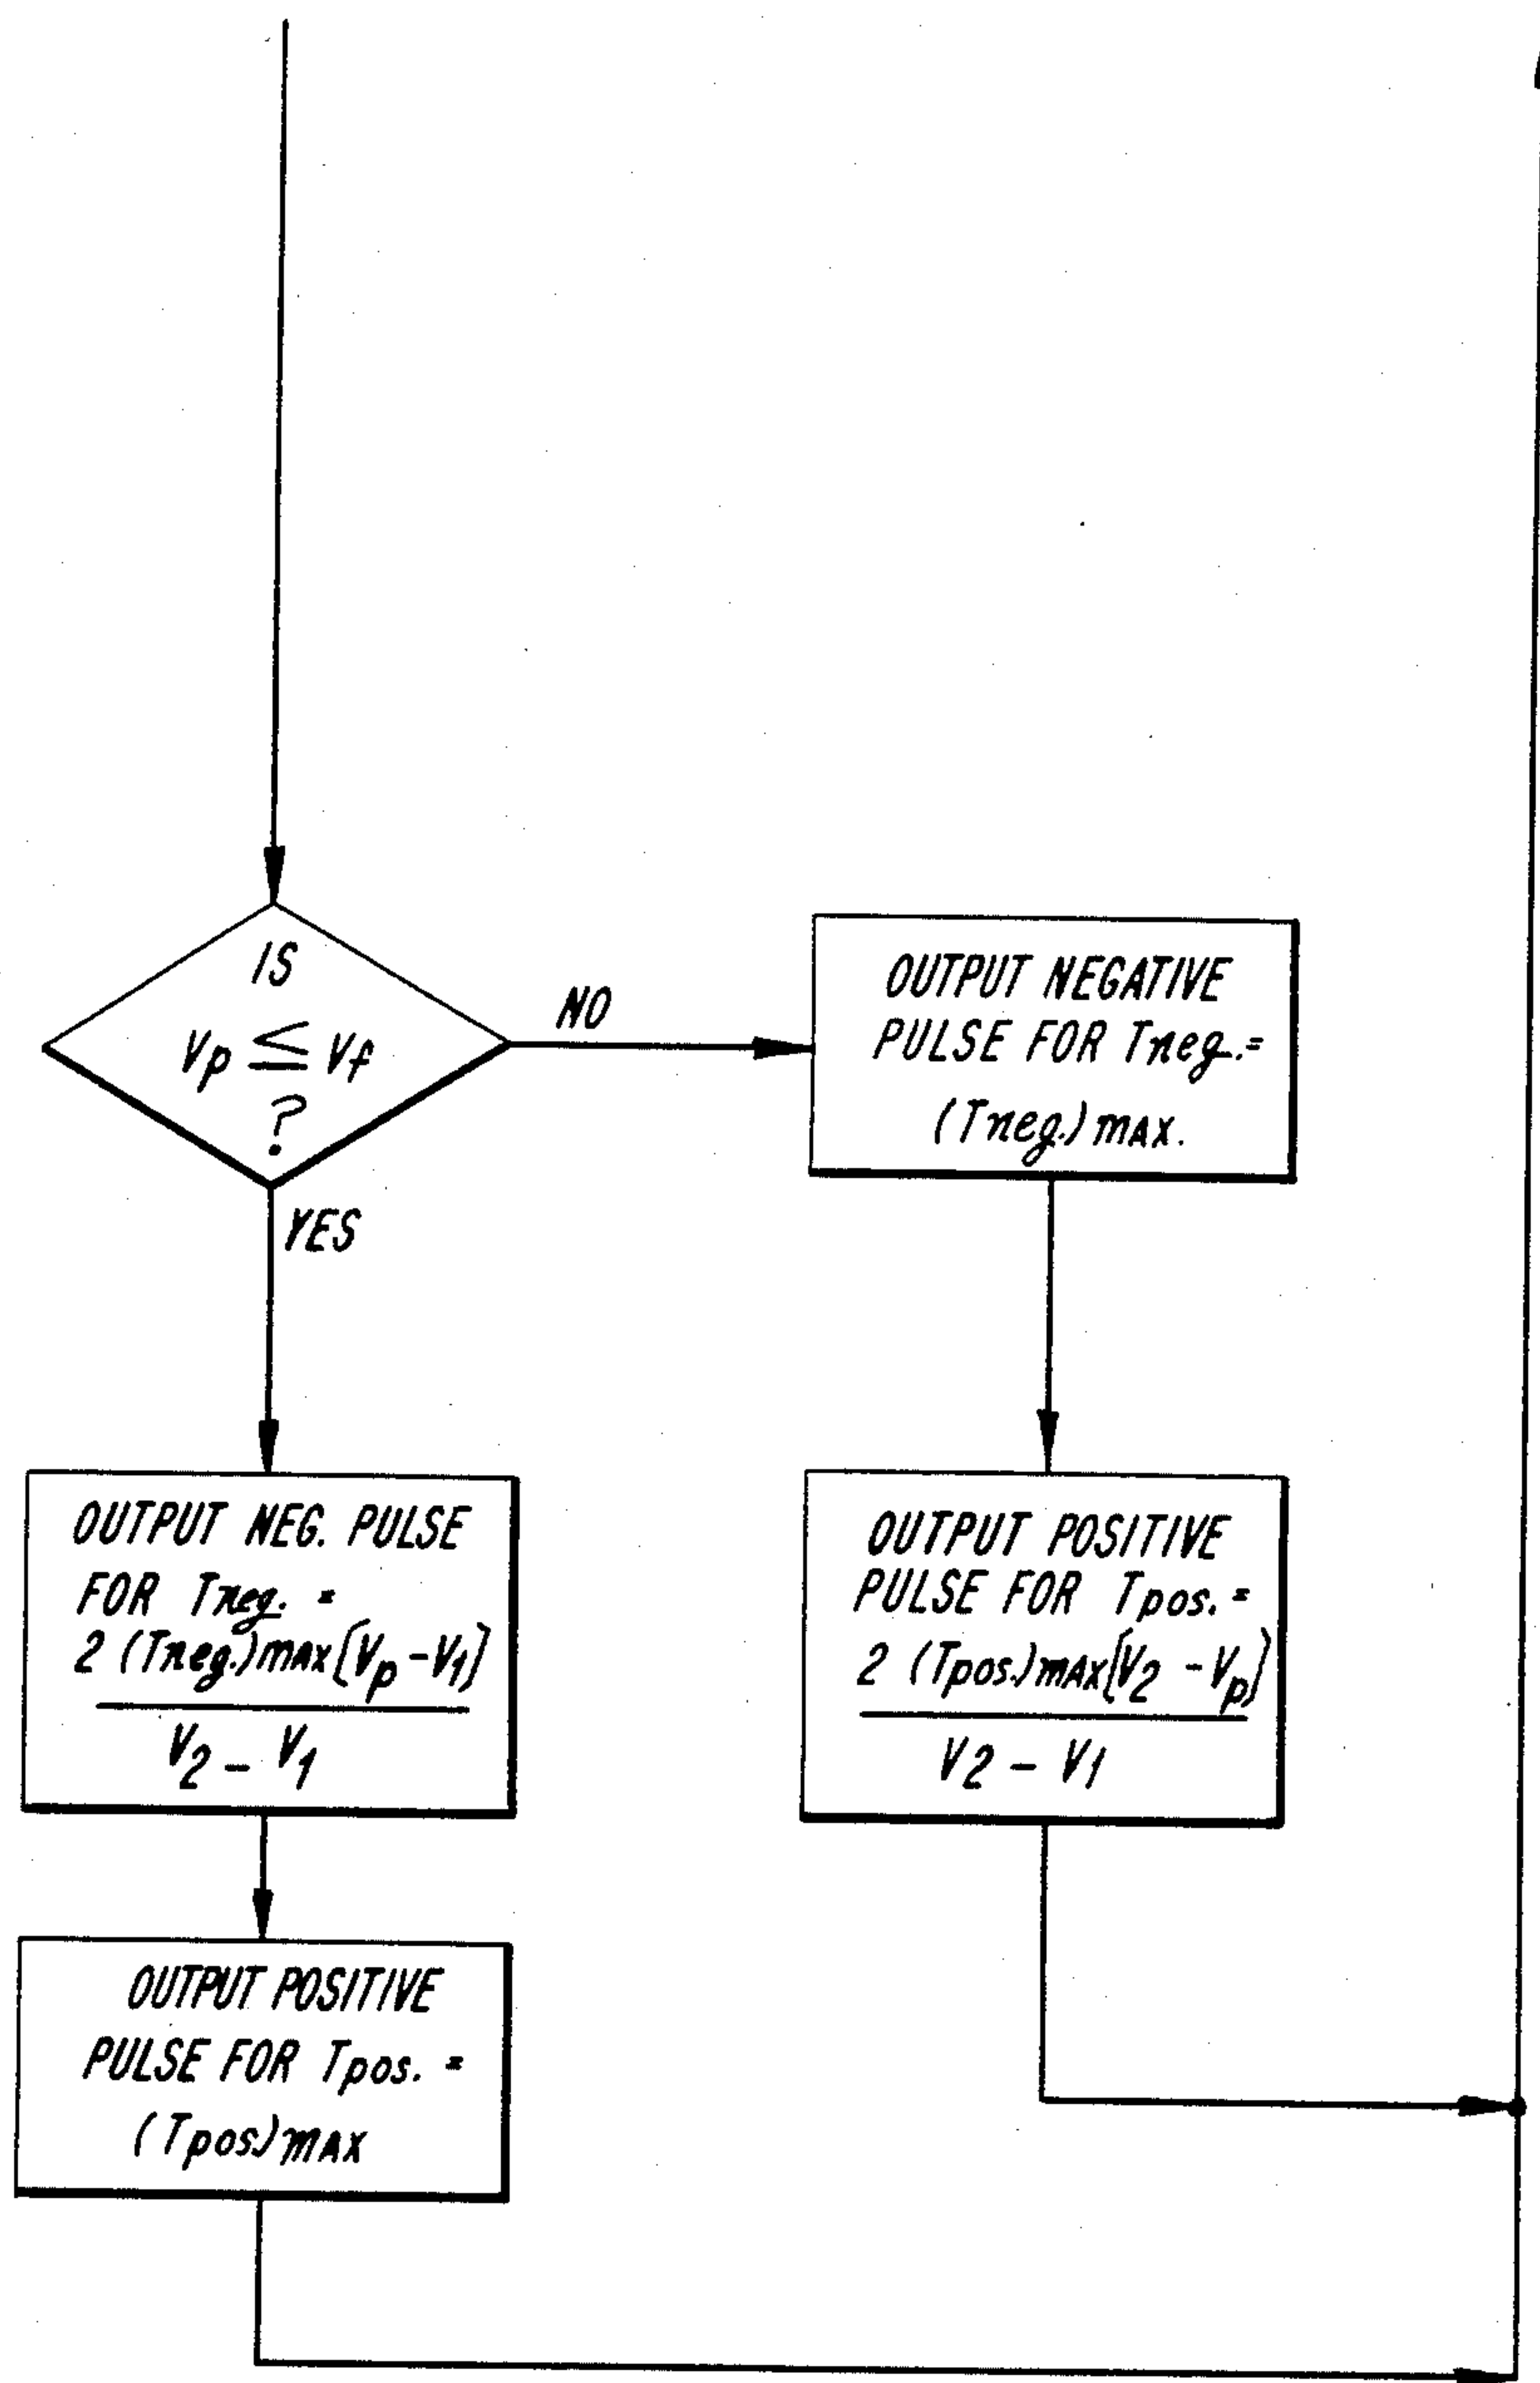 IS
Vp ≤ Vf
?
NO
YES
OUTPUT NEGATIVE
PULSE FOR Tneg.=
(Tneg.) MAX.
OUTPUT NEG. PULSE
FOR Tneg. =
2 (Tneg.) MAX [Vp - V1]
V2 - V1
OUTPUT POSITIVE
PULSE FOR Tpos. =
2 (Tpos.) MAX [V2 - Vp]
V2 - V1
OUTPUT POSITIVE
PULSE FOR Tpos. =
(Tpos) MAX